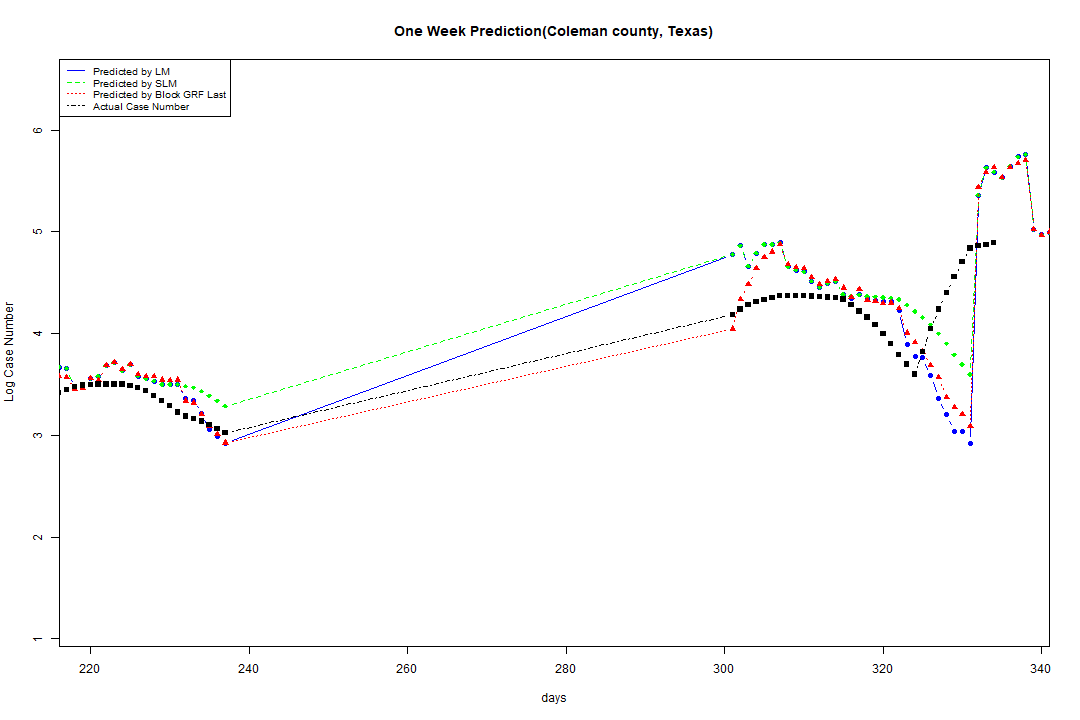 One Week Prediction(Coleman county, Texas)
Predicted by LM
Predicted by SLM
Predicted by Block GRF Last
Actual Case Number
6
5
4
3
2
1
Log Case Number
220 240 260 280 300 320 340
days